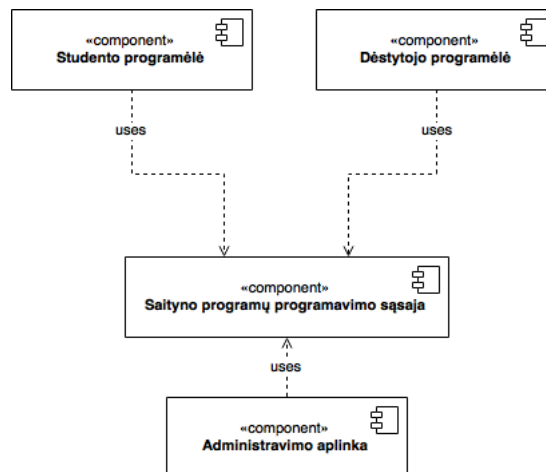 «component»
Studento programėlė
«component»
Dėstytojo programėlė
uses
uses
«component»
Saityno programų programavimo sąsaja
uses
«component»
Administravimo aplinka